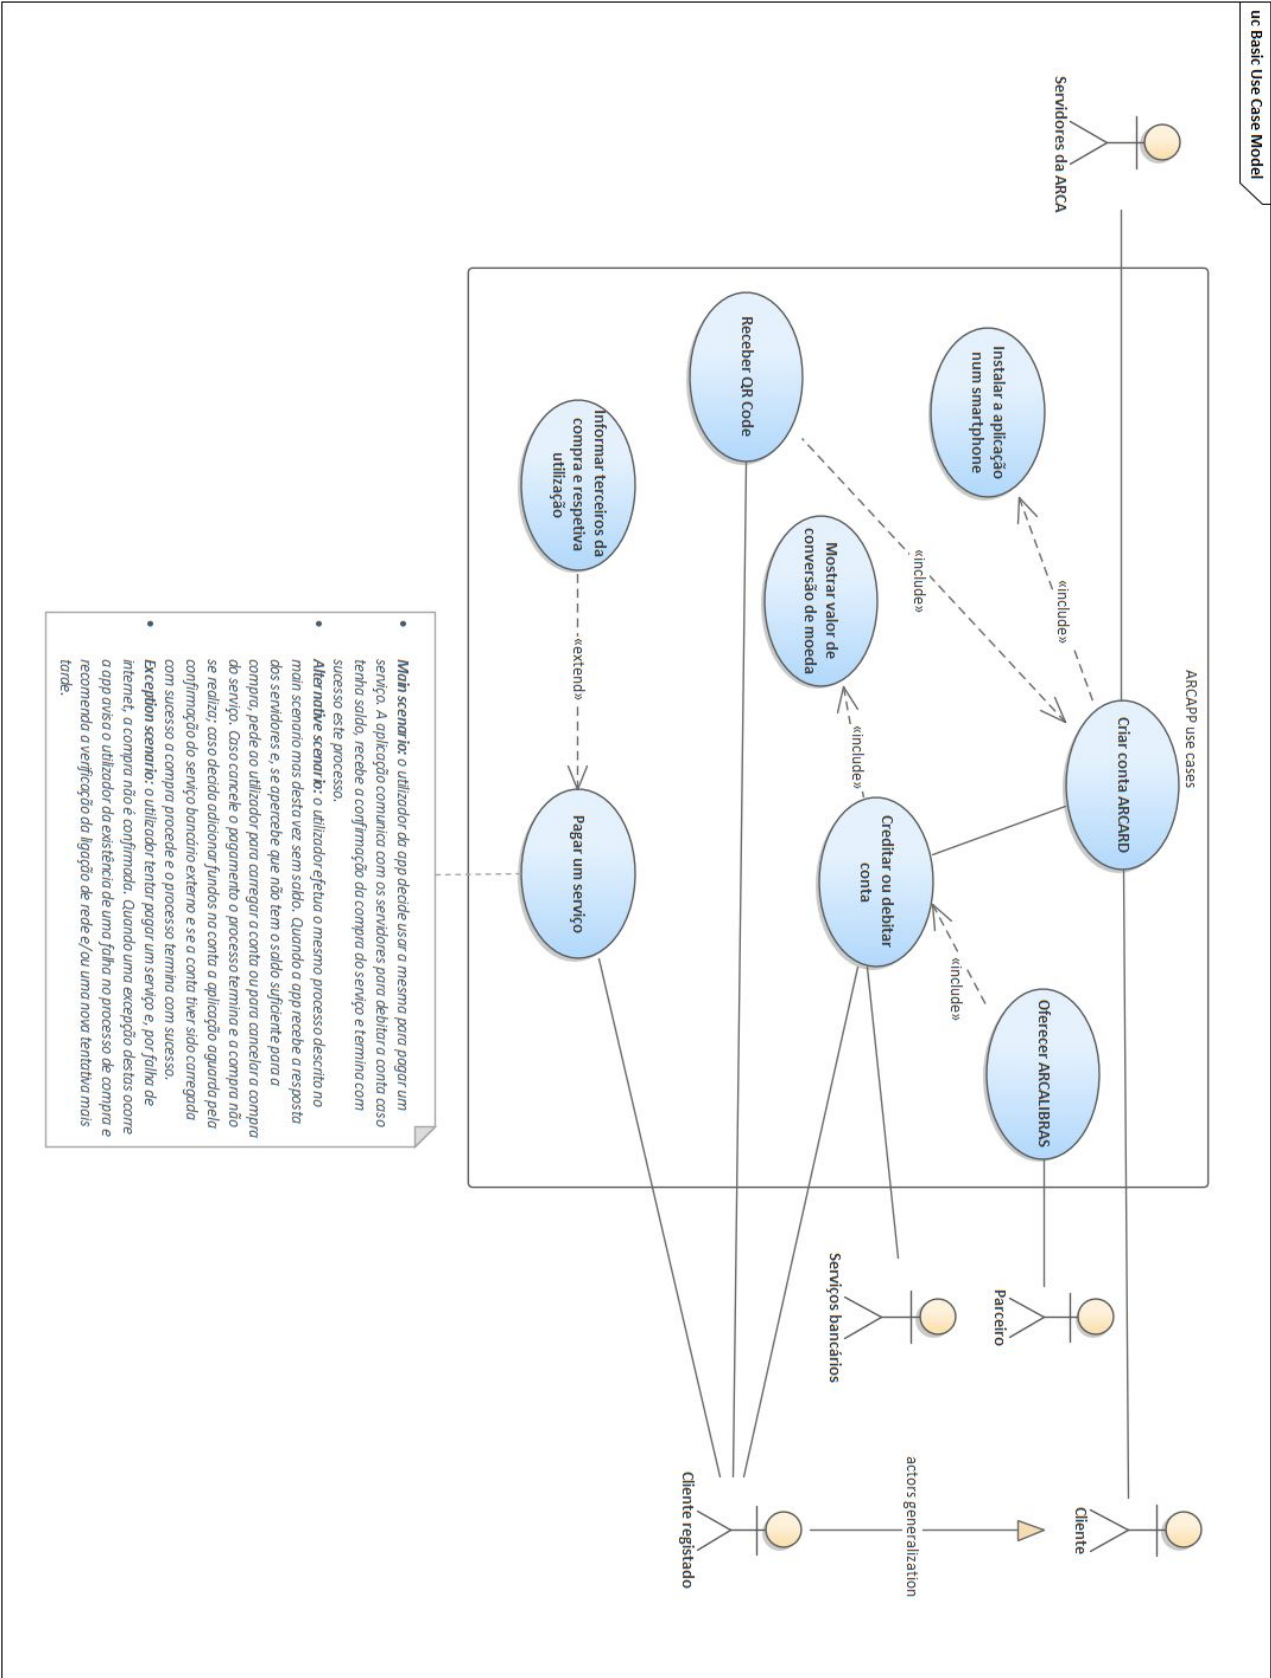 uc Basic Use Case Model
ARCAPP use cases
Servidores da ARCA
Criar conta ARCARD
Cliente
Instalar a aplicação
num smartphone
«include»
Oferecer ARCALIBRAS
Parceiro
actors generalization
«include»
«include»
Creditar ou debitar
conta
Serviços bancários
Mostrar valor de
conversão de moeda
«include»
Receber QR Code
Cliente registado
Informar terceiros da
compra e respetiva
utilização
«extend»
Pagar um serviço
• Main scenario: o utilizador da app decide usar a mesma para pagar um
serviço. A aplicação comunica com os servidores para debitar a conta caso
tenha saldo, recebe a confirmação da compra do serviço e termina com
sucesso este processo.
• Alternative scenario: o utilizador efetua o mesmo processo descrito no
main scenario mas desta vez sem saldo. Quando a app recebe a resposta
dos servidores e, se apercebe que não tem o saldo suficiente para a
compra, pede ao utilizador para carregar a conta ou para cancelar a compra
do serviço. Caso cancele o pagamento o processo termina e a compra não
se realiza; caso decida adicionar fundos na conta a aplicação aguarda pela
confirmação do serviço bancário externo e se a conta tiver sido carregada
com sucesso a compra procede e o processo termina com sucesso.
• Exception scenario: o utilizador tentar pagar um serviço e, por falha de
internet, a compra não é confirmada. Quando uma excepção destas ocorre
a app avisa o utilizador da existência de uma falha no processo de compra e
recomenda a verificação da ligação de rede e/ou uma nova tentativa mais
tarde.